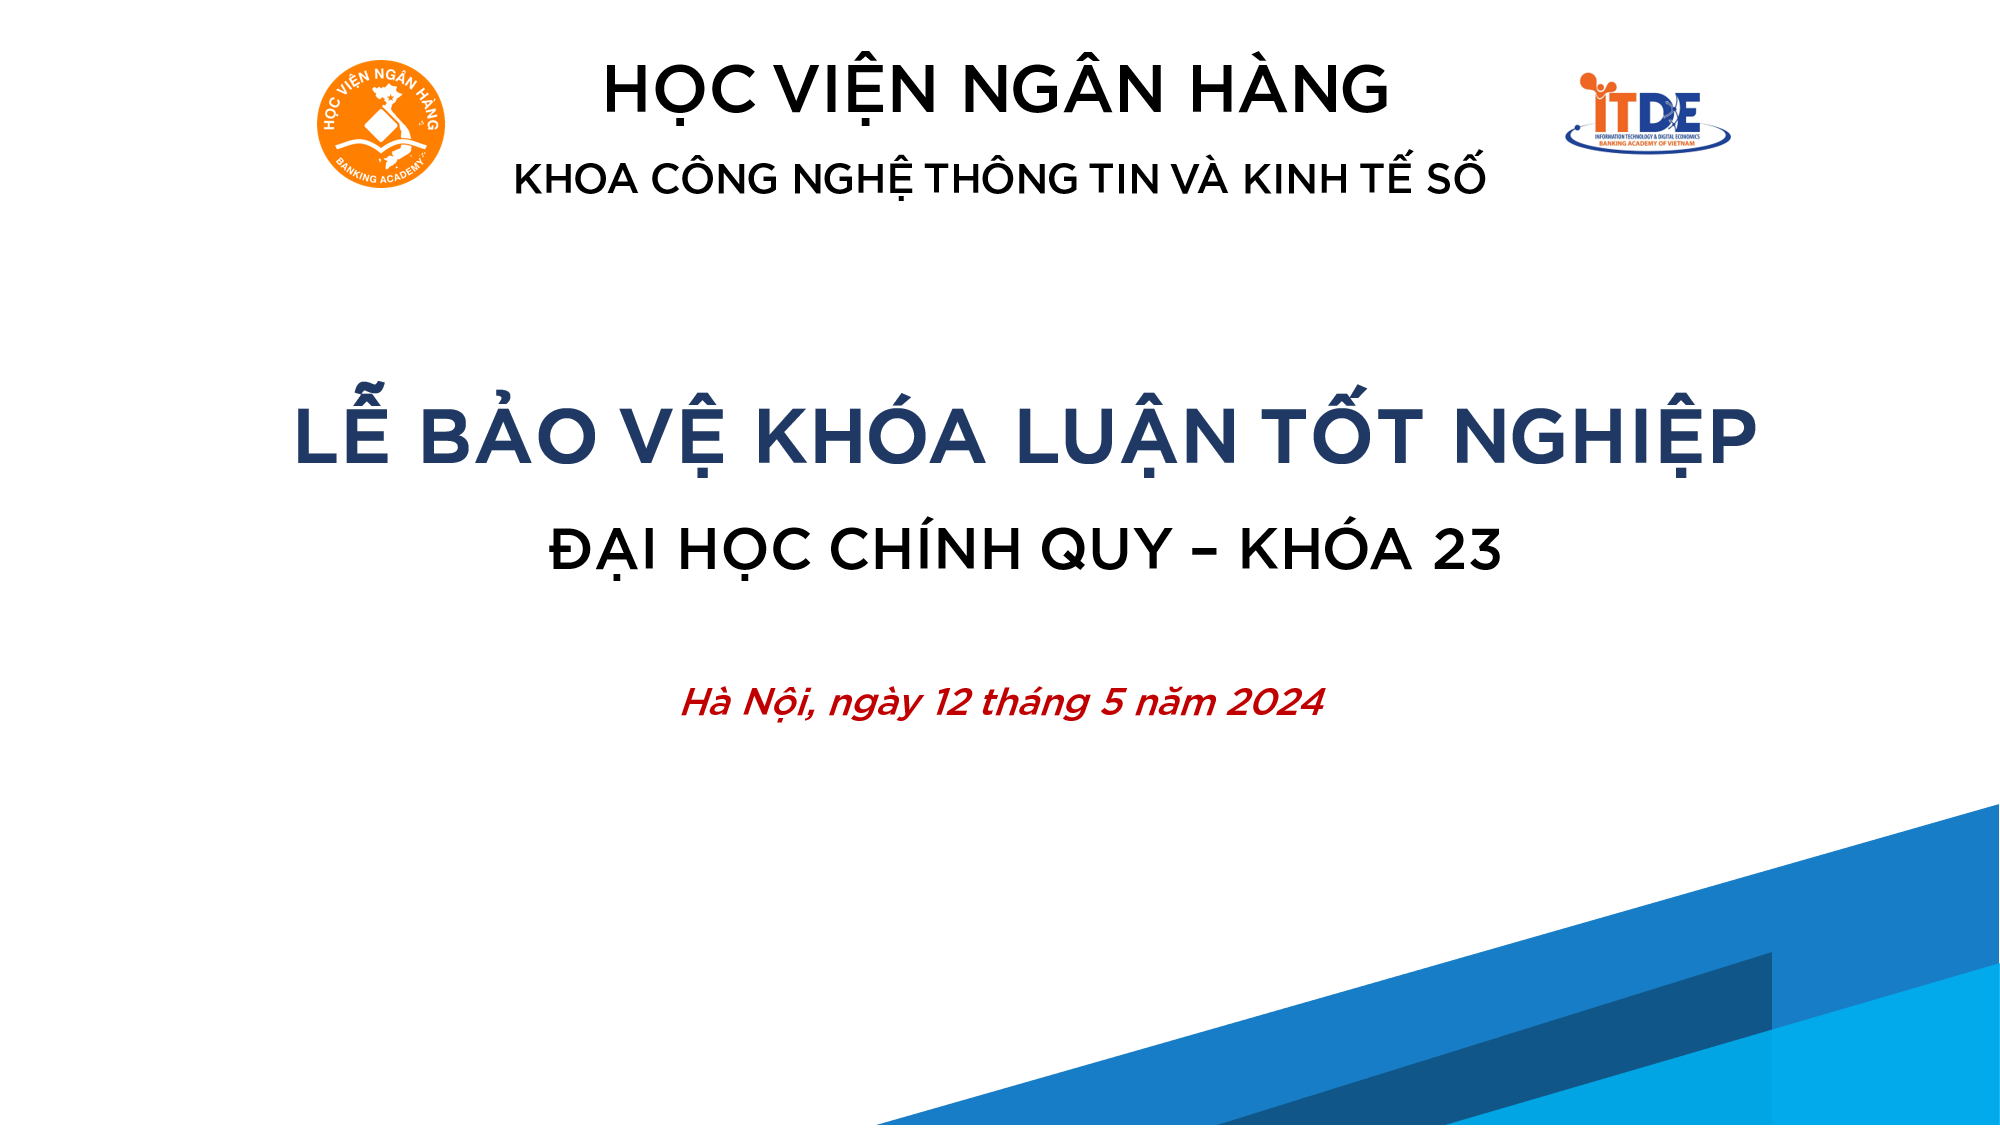 HỌC VIỆN NGÂN HÀNG
BANKING ACADEMY
HỌC VIỆN NGÂN HÀNG
KHOA CÔNG NGHỆ THÔNG TIN VÀ KINH TẾ SỐ
ITDE
INFORMATION TECHNOLOGY & DIGITAL ECONOMICS
BANKING ACADEMY OF VIETNAM
LỄ BẢO VỆ KHÓA LUẬN TỐT NGHIỆP
ĐẠI HỌC CHÍNH QUY – KHÓA 23
Hà Nội, ngày 12 tháng 5 năm 2024